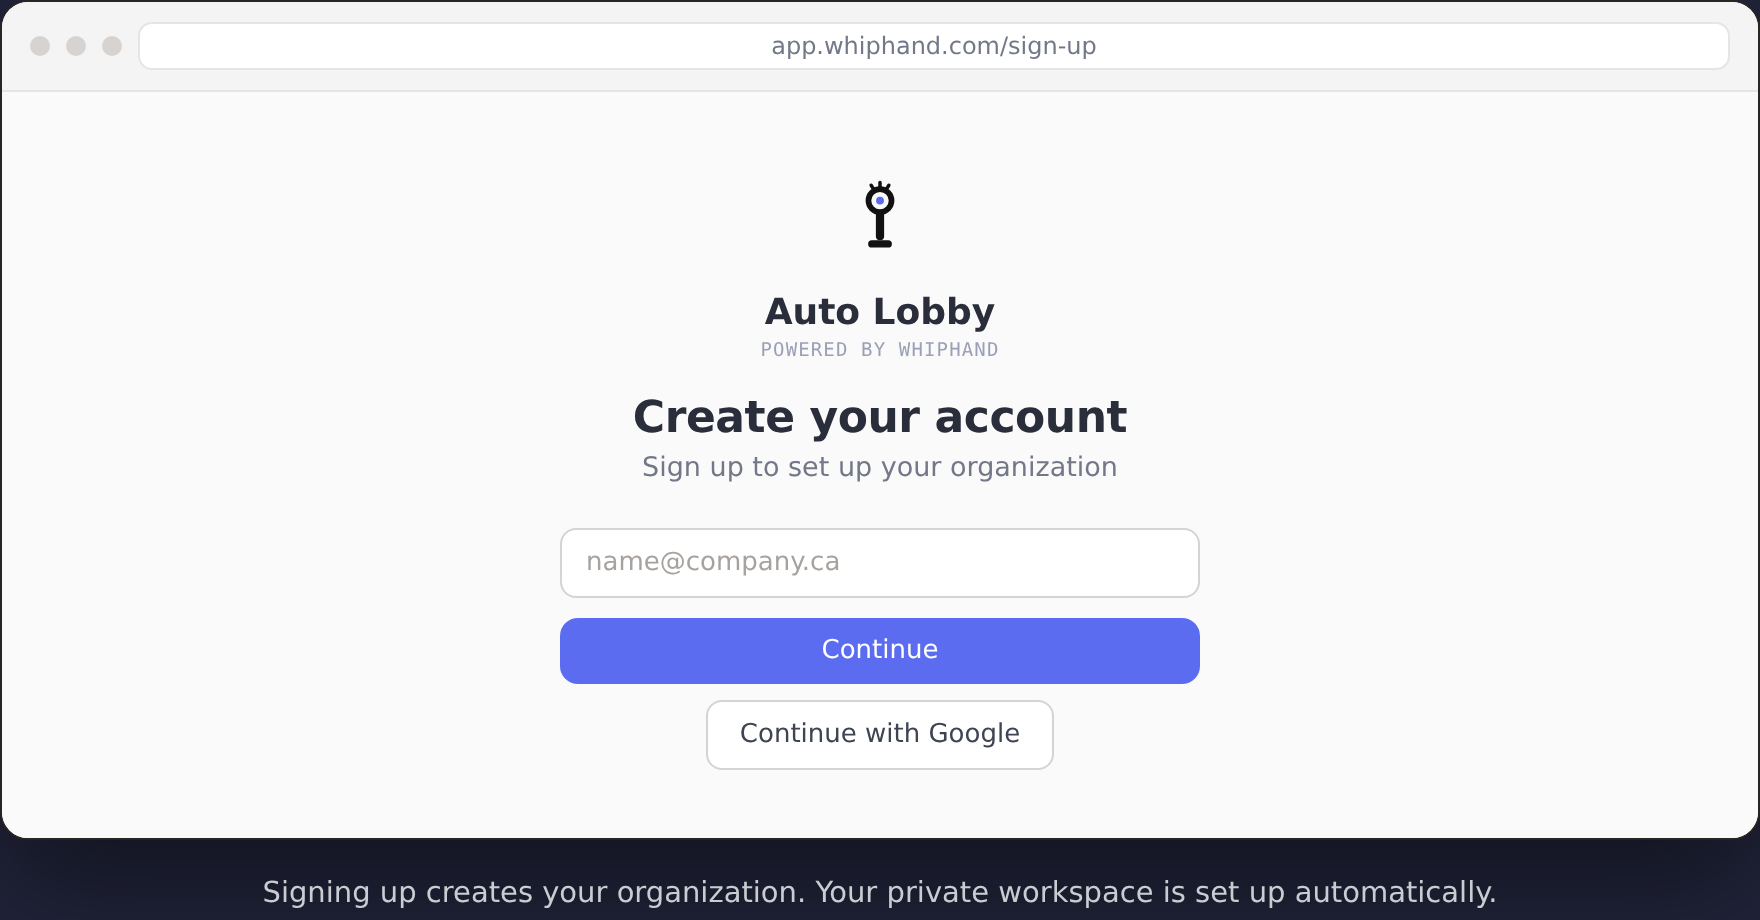 app.whiphand.com/sign-up
Auto Lobby
POWERED BY WHIPHAND
Create your account
Sign up to set up your organization
name@company.ca
Continue
Continue with Google
Signing up creates your organization. Your private workspace is set up automatically.